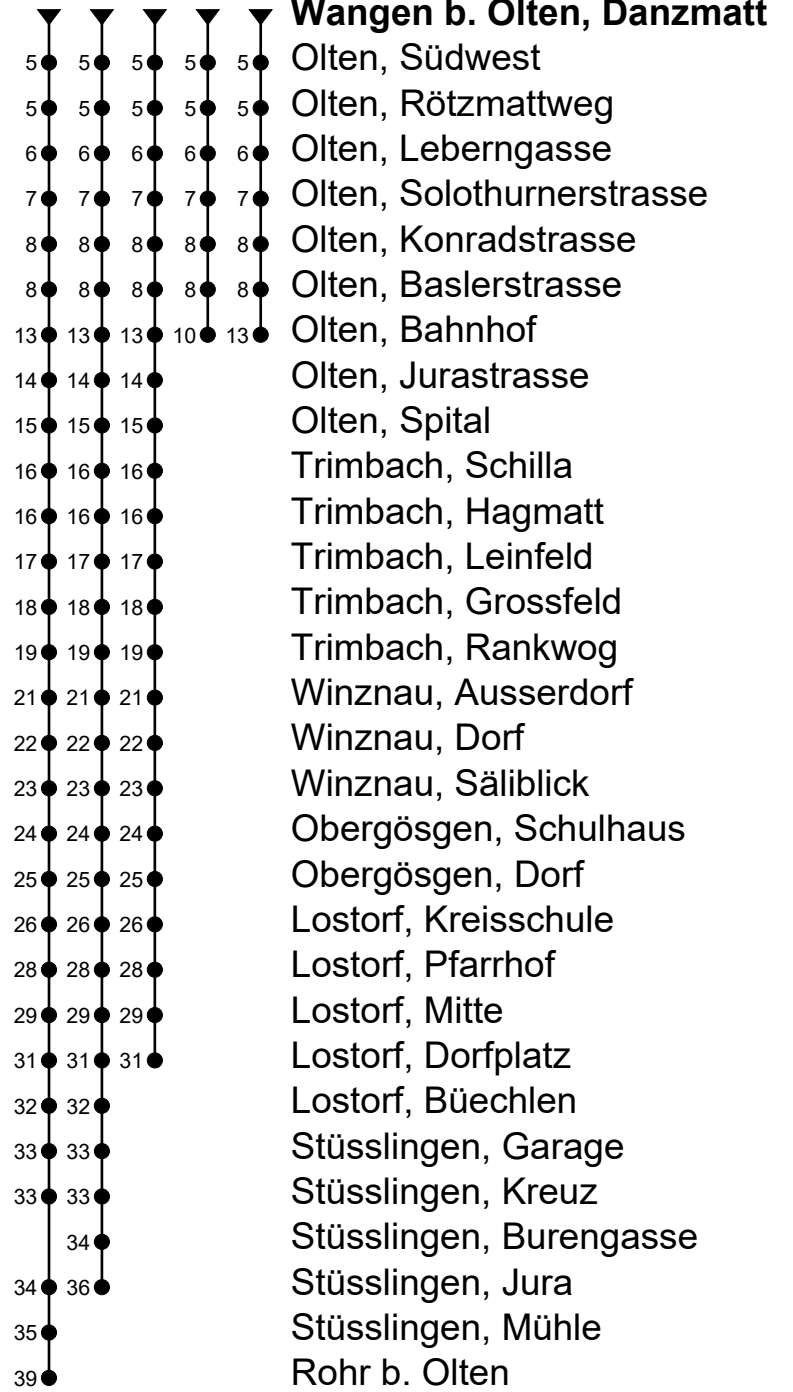 Wangen b. Olten, Danzmatt
5 5 5 5 5 Olten, Südwest
5 5 5 5 5 Olten, Rötzmattweg
6 6 6 6 6 Olten, Leberngasse
7 7 7 7 7 Olten, Solothurnerstrasse
8 8 8 8 8 Olten, Konradstrasse
8 8 8 8 8 Olten, Baslerstrasse
13 13 13 10 13 Olten, Bahnhof
14 14 14 Olten, Jurastrasse
15 15 15 Olten, Spital
16 16 16 Trimbach, Schilla
16 16 16 Trimbach, Hagmatt
17 17 17 Trimbach, Leinfeld
18 18 18 Trimbach, Grossfeld
19 19 19 Trimbach, Rankwog
21 21 21 Winznau, Ausserdorf
22 22 22 Winznau, Dorf
23 23 23 Winznau, Säliblick
24 24 24 Obergösgen, Schulhaus
25 25 25 Obergösgen, Dorf
26 26 26 Lostorf, Kreisschule
28 28 28 Lostorf, Pfarrhof
29 29 29 Lostorf, Mitte
31 31 31 Lostorf, Dorfplatz
32 32 Lostorf, Büechlen
33 33 Stüsslingen, Garage
33 33 Stüsslingen, Kreuz
34 Stüsslingen, Burengasse
34 36 Stüsslingen, Jura
35 Stüsslingen, Mühle
39 Rohr b. Olten